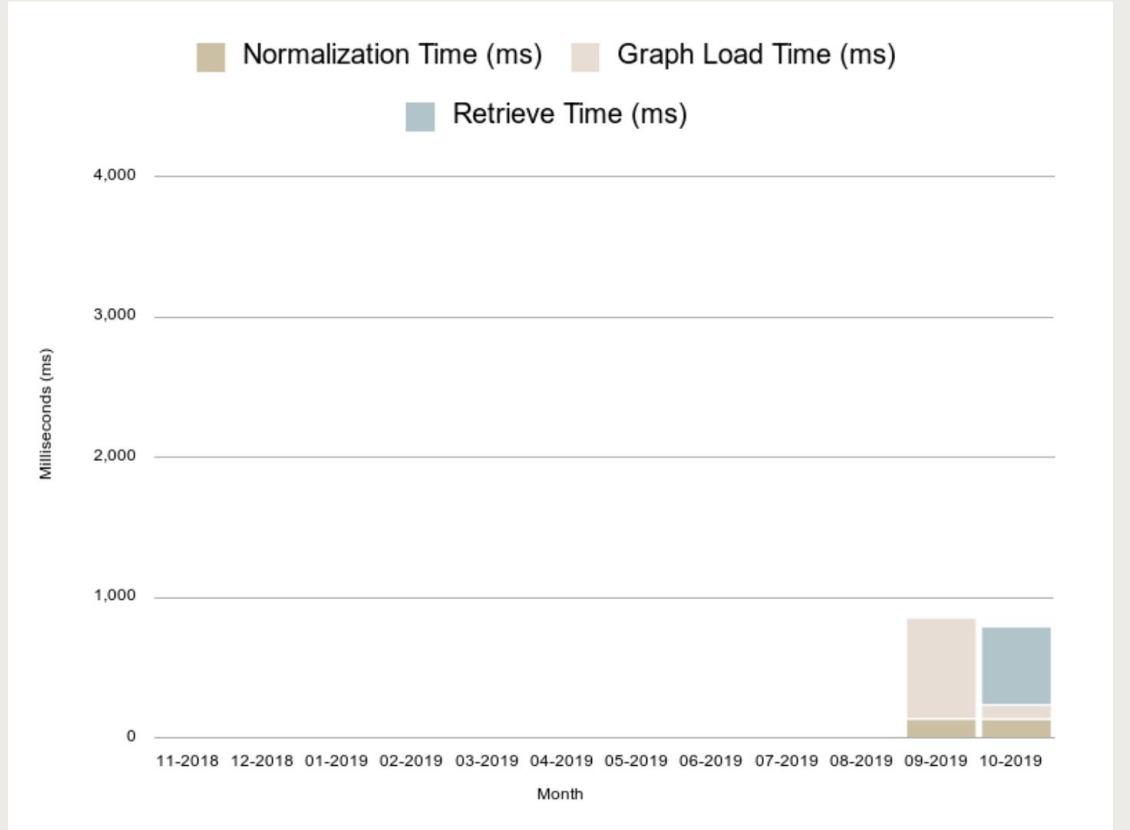 Normalization Time (ms) Graph Load Time (ms)
Retrieve Time (ms)
4,000
3,000
2,000
1,000
0
Milliseconds (ms)
11-2018 12-2018 01-2019 02-2019 03-2019 04-2019 05-2019 06-2019 07-2019 08-2019 09-2019 10-2019
Month